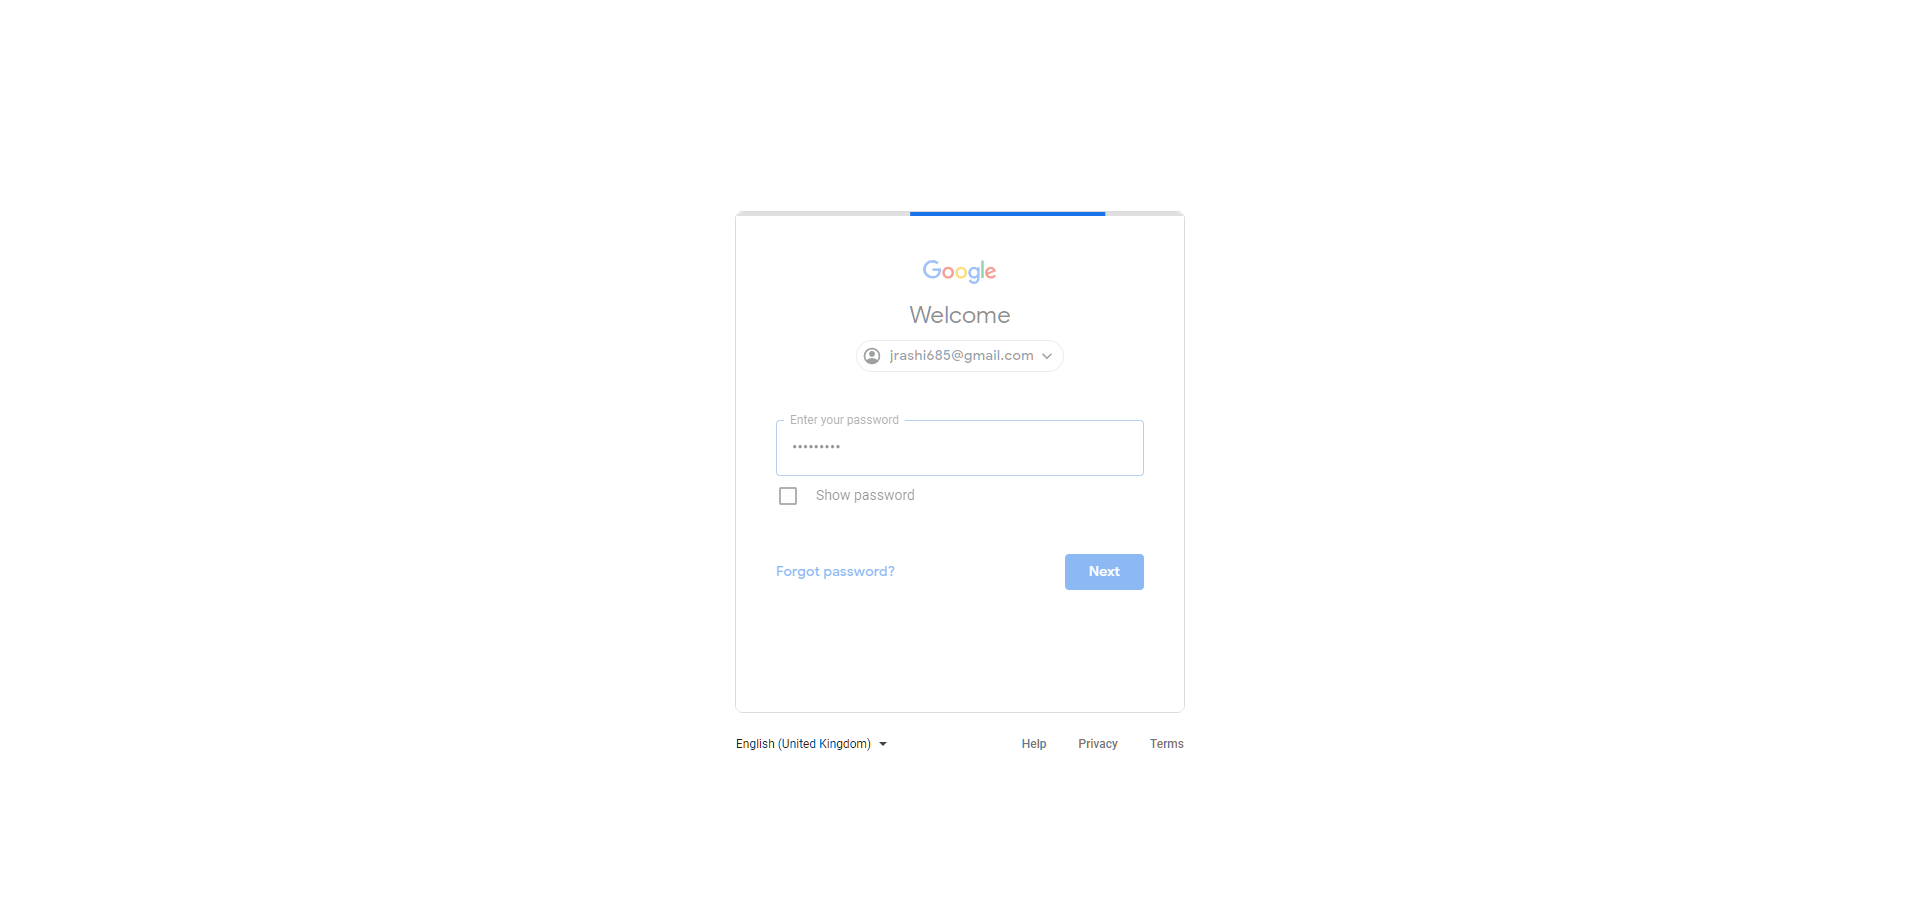 Google
Welcome
jrashi685@gmail.com
Enter your password
•••••••••
Show password
Forgot password?
Next
English (United Kingdom)
Help
Privacy
Terms